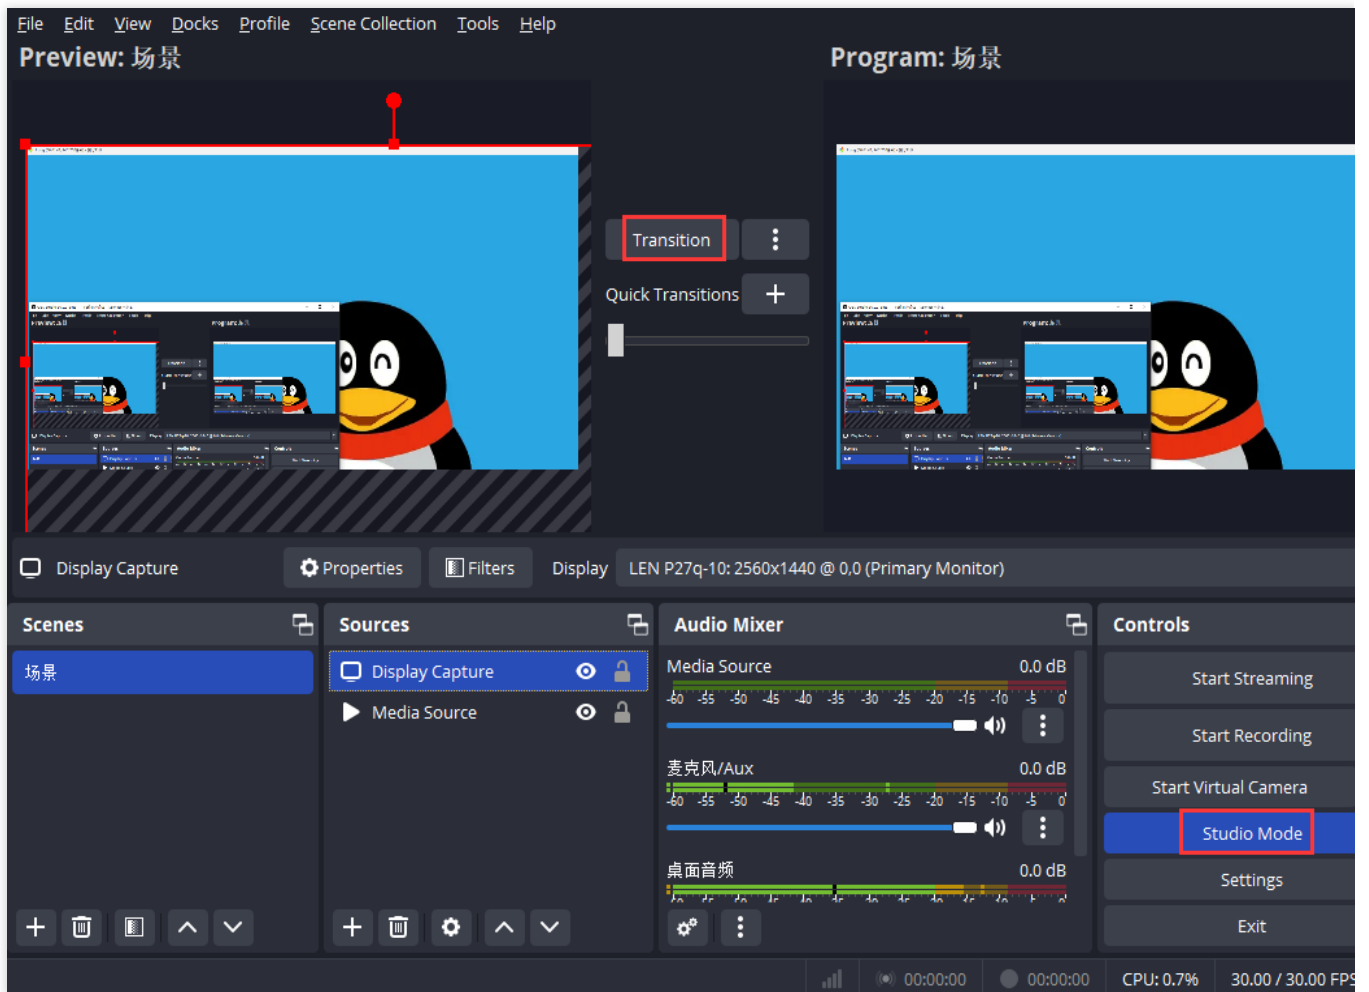 File Edit View Docks Profile Scene Collection Tools Help
Preview: 场景
Program: 场景
Transition
Quick Transitions
Display Capture
Properties
Filters
Display
LEN P27q-10: 2560x1440 @ 0,0 (Primary Monitor)
Scenes
场景
Sources
Display Capture
Media Source
Audio Mixer
Media Source 0.0 dB
-60 -55 -50 -45 -40 -35 -30 -25 -20 -15 -10 -5 0
麦克风/Aux 0.0 dB
-60 -55 -50 -45 -40 -35 -30 -25 -20 -15 -10 -5 0
桌面音频 0.0 dB
Controls
Start Streaming
Start Recording
Start Virtual Camera
Studio Mode
Settings
Exit
00:00:00 00:00:00 CPU: 0.7% 30.00 / 30.00 FPS